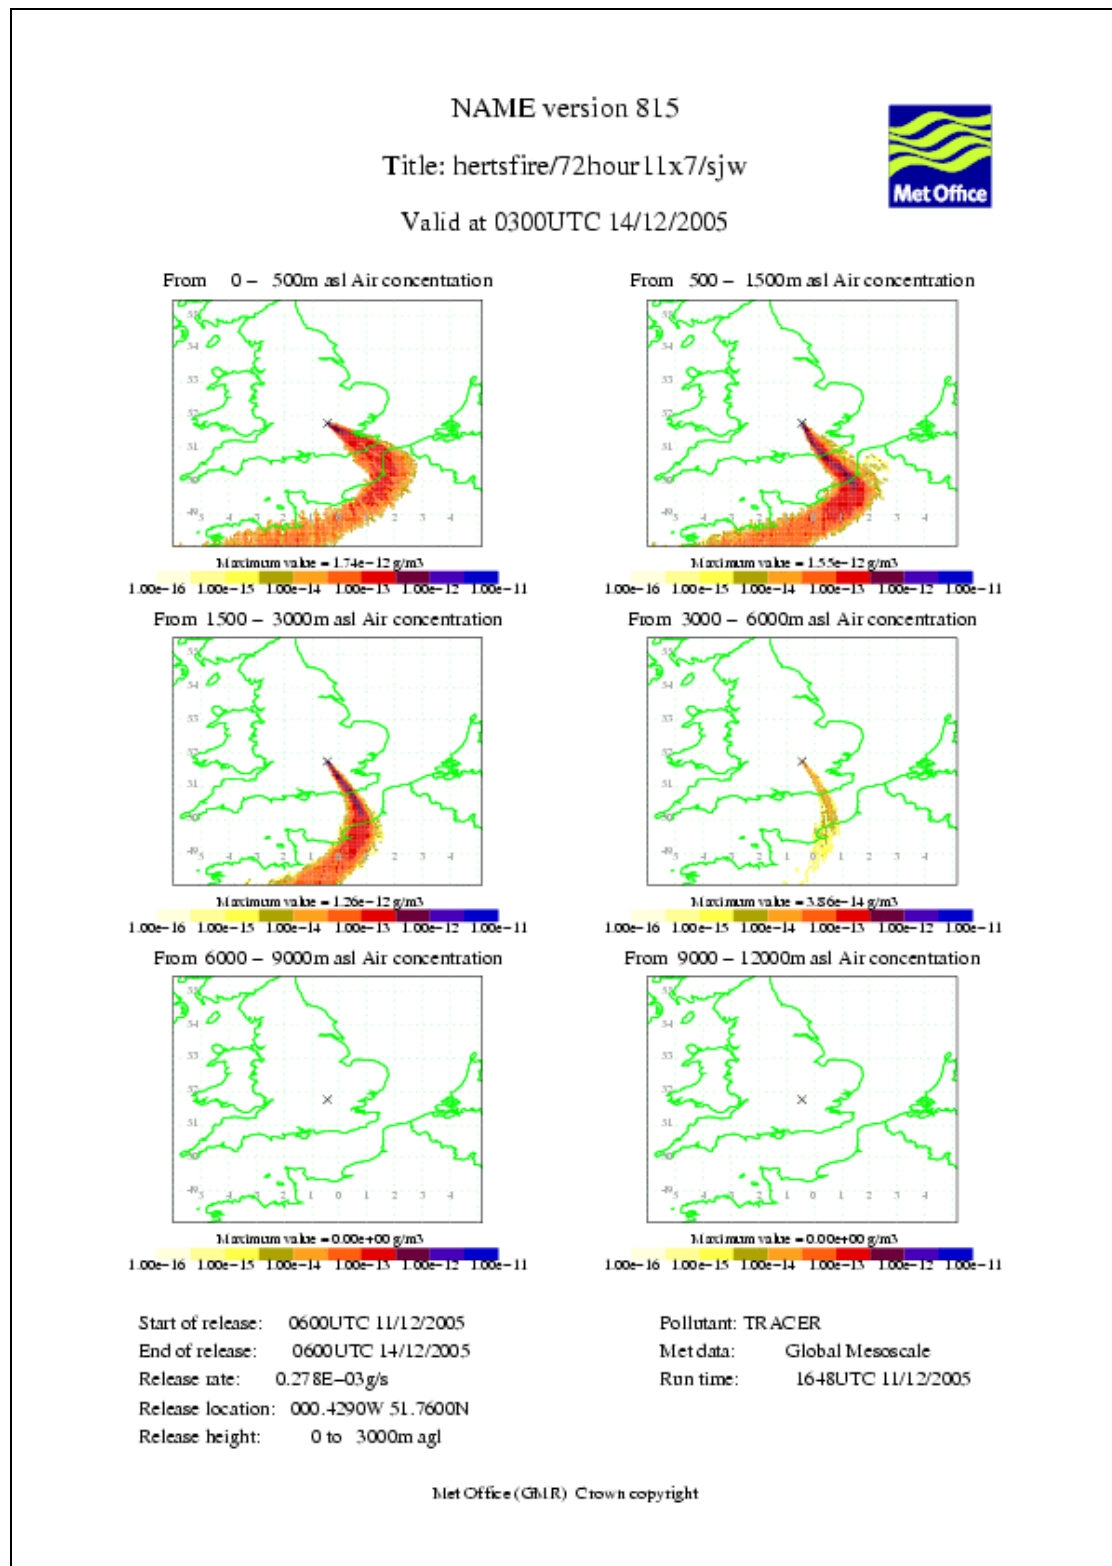 NAME version 815
Title: hertsfire/72hour11x7/sjw
Valid at 0300UTC 14/12/2005
Met Office
From 0 – 500m asl Air concentration
From 500 – 1500m asl Air concentration
Maximum value = 1.74e–12 g/m3
Maximum value = 1.55e–12 g/m3
1.00e–16 1.00e–15 1.00e–14 1.00e–13 1.00e–12 1.00e–11
1.00e–16 1.00e–15 1.00e–14 1.00e–13 1.00e–12 1.00e–11
From 1500 – 3000m asl Air concentration
From 3000 – 6000m asl Air concentration
Maximum value = 1.26e–12 g/m3
Maximum value = 3.86e–14 g/m3
1.00e–16 1.00e–15 1.00e–14 1.00e–13 1.00e–12 1.00e–11
1.00e–16 1.00e–15 1.00e–14 1.00e–13 1.00e–12 1.00e–11
From 6000 – 9000m asl Air concentration
From 9000 – 12000m asl Air concentration
Maximum value = 0.00e+00 g/m3
Maximum value = 0.00e+00 g/m3
1.00e–16 1.00e–15 1.00e–14 1.00e–13 1.00e–12 1.00e–11
1.00e–16 1.00e–15 1.00e–14 1.00e–13 1.00e–12 1.00e–11
Start of release: 0600UTC 11/12/2005
End of release: 0600UTC 14/12/2005
Release rate: 0.278E–03g/s
Release location: 000.4290W 51.7600N
Release height: 0 to 3000m agl
Pollutant: TRACER
Met data: Global Mesoscale
Run time: 1648UTC 11/12/2005
Met Office (GMR) Crown copyright